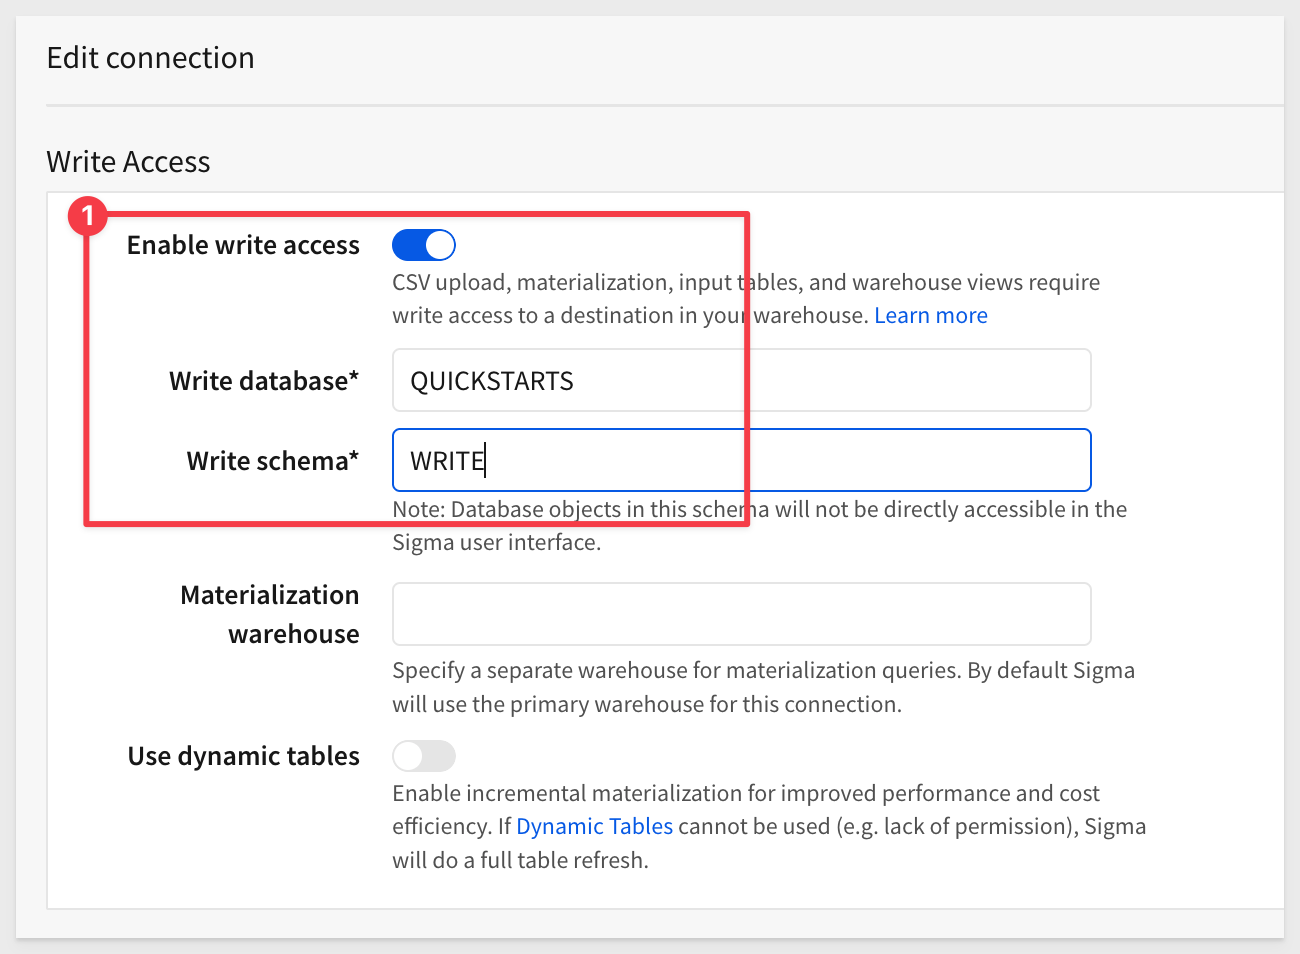 Edit connection
Write Access
1
Enable write access
CSV upload, materialization, input tables, and warehouse views require
write access to a destination in your warehouse. Learn more
Write database* QUICKSTARTS
Write schema* WRITE
Note: Database objects in this schema will not be directly accessible in the
Sigma user interface.
Materialization
warehouse
Specify a separate warehouse for materialization queries. By default Sigma
will use the primary warehouse for this connection.
Use dynamic tables
Enable incremental materialization for improved performance and cost
efficiency. If Dynamic Tables cannot be used (e.g. lack of permission), Sigma
will do a full table refresh.